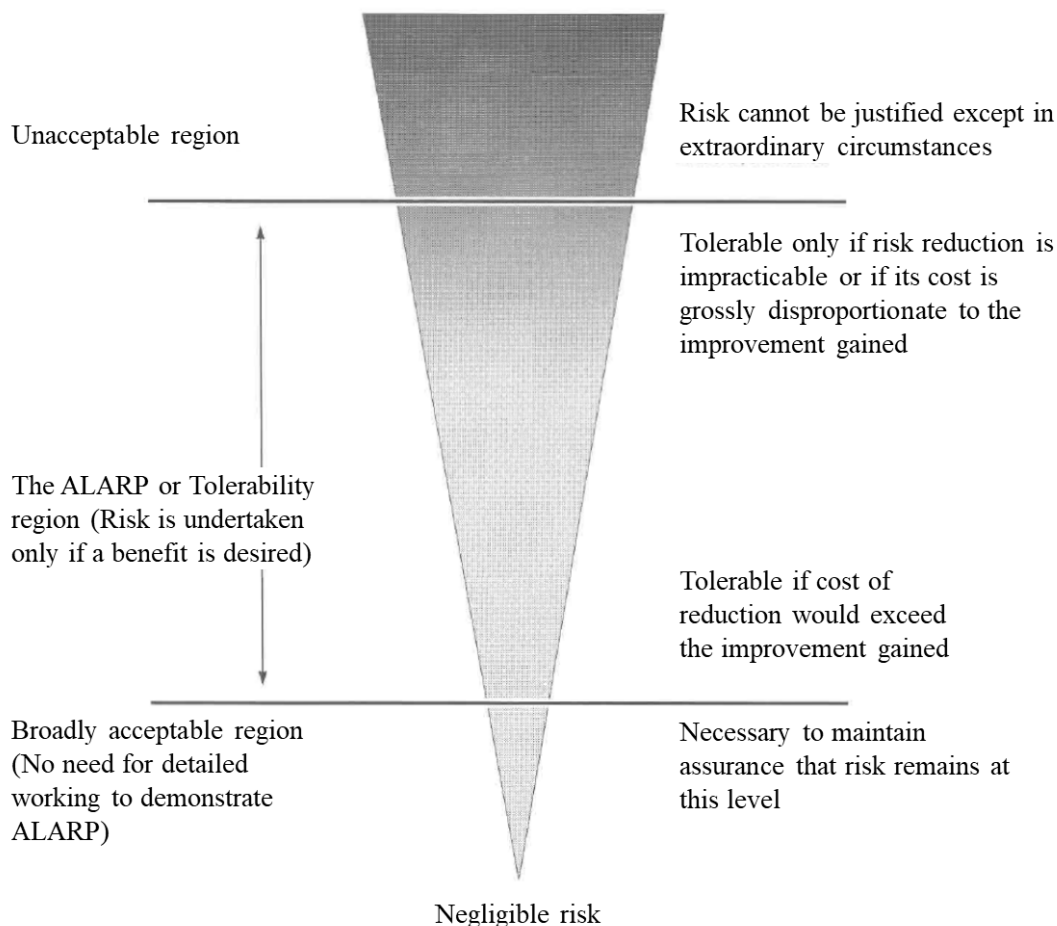 Unacceptable region
Risk cannot be justified except in
extraordinary circumstances
Tolerable only if risk reduction is
impracticable or if its cost is
grossly disproportionate to the
improvement gained
The ALARP or Tolerability
region (Risk is undertaken
only if a benefit is desired)
Tolerable if cost of
reduction would exceed
the improvement gained
Broadly acceptable region
(No need for detailed
working to demonstrate
ALARP)
Necessary to maintain
assurance that risk remains at
this level
Negligible risk